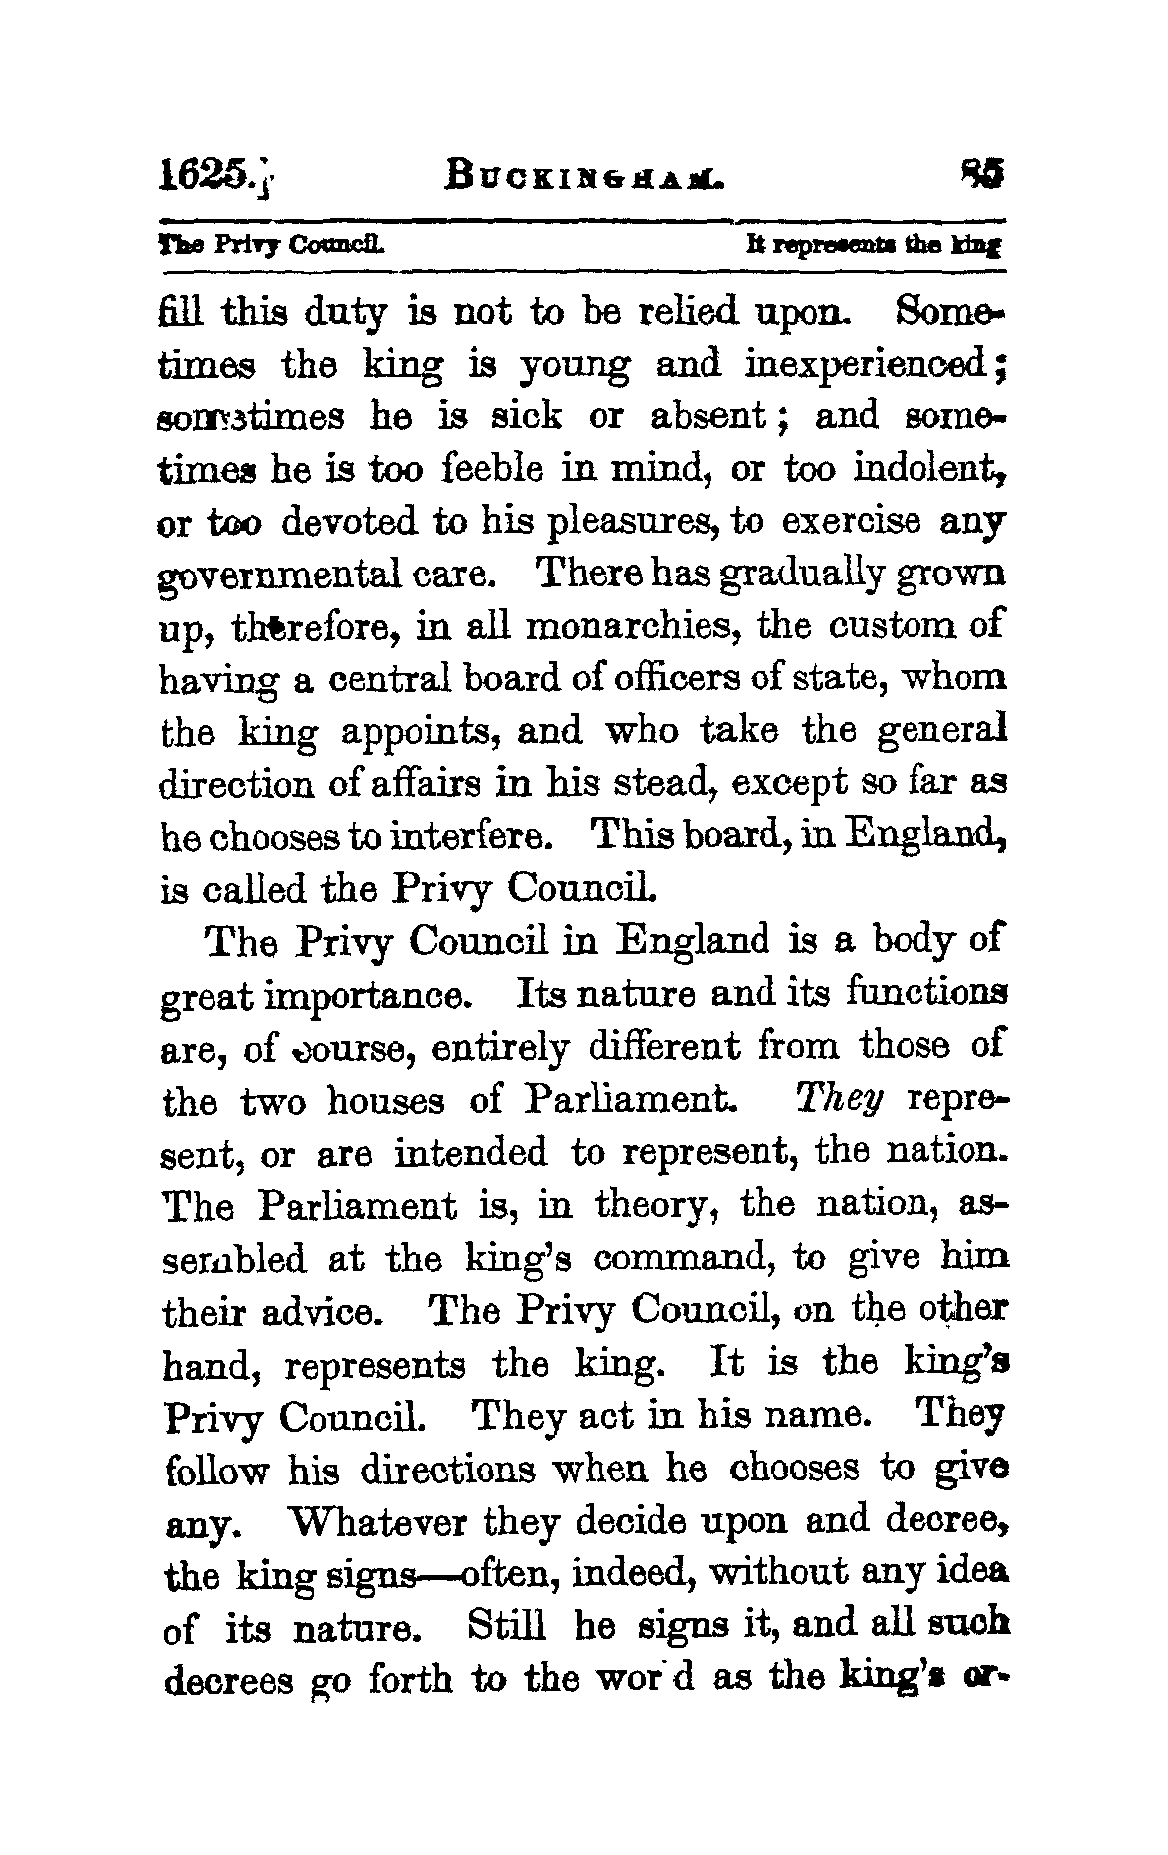 1625.] BUCKINGHAM. 85
The Privy Council. It represents the king
fill this duty is not to be relied upon. Some-
times the king is young and inexperienced;
sometimes he is sick or absent; and some-
times he is too feeble in mind, or too indolent,
or too devoted to his pleasures, to exercise any
governmental care. There has gradually grown
up, therefore, in all monarchies, the custom of
having a central board of officers of state, whom
the king appoints, and who take the general
direction of affairs in his stead, except so far as
he chooses to interfere. This board, in England,
is called the Privy Council.
The Privy Council in England is a body of
great importance. Its nature and its functions
are, of course, entirely different from those of
the two houses of Parliament. They repre-
sent, or are intended to represent, the nation.
The Parliament is, in theory, the nation, as-
sembled at the king's command, to give him
their advice. The Privy Council, on the other
hand, represents the king. It is the king's
Privy Council. They act in his name. They
follow his directions when he chooses to give
any. Whatever they decide upon and decree,
the king signs—often, indeed, without any idea
of its nature. Still he signs it, and all such
decrees go forth to the world as the king's or-